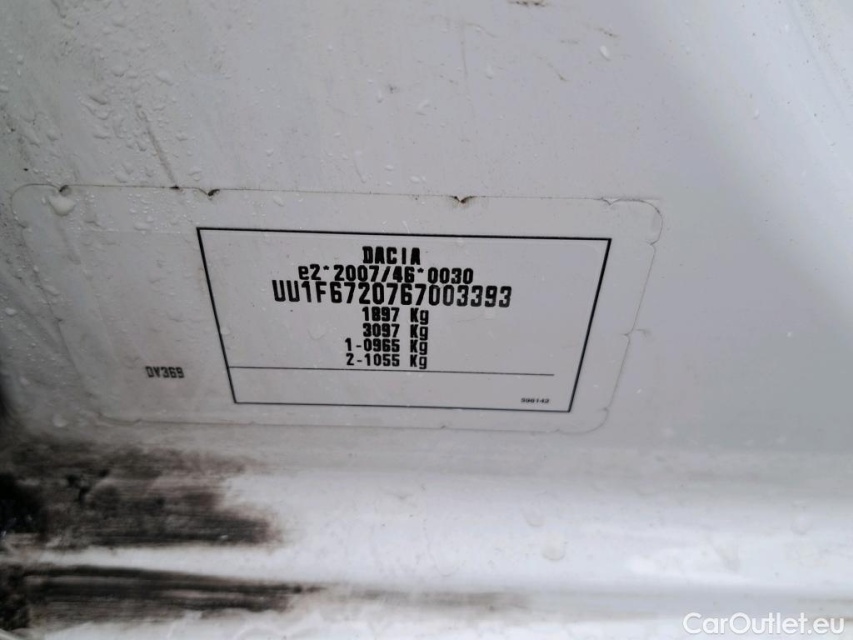 DACIA
e2*2007/46*0030
UU1F6720767003393
1897 Kg
3097 Kg
1-0965 Kg
2-1055 Kg
DV369
CarOutlet.eu